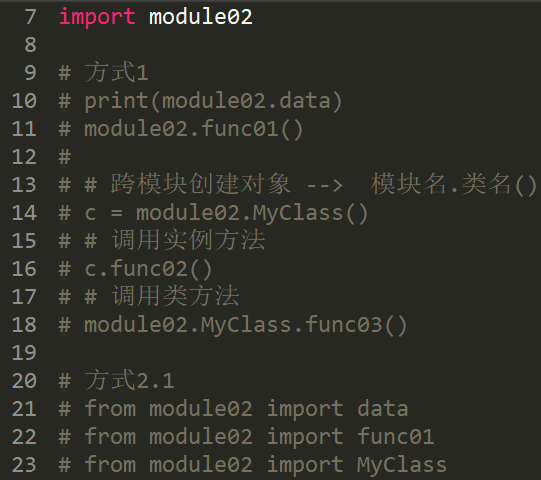 7 import module02
8
9 # 方式1
10 # print(module02.data)
11 # module02.func01()
12 #
13 # # 跨模块创建对象 --> 模块名.类名()
14 # c = module02.MyClass()
15 # # 调用实例方法
16 # c.func02()
17 # # 调用类方法
18 # module02.MyClass.func03()
19
20 # 方式2.1
21 # from module02 import data
22 # from module02 import func01
23 # from module02 import MyClass